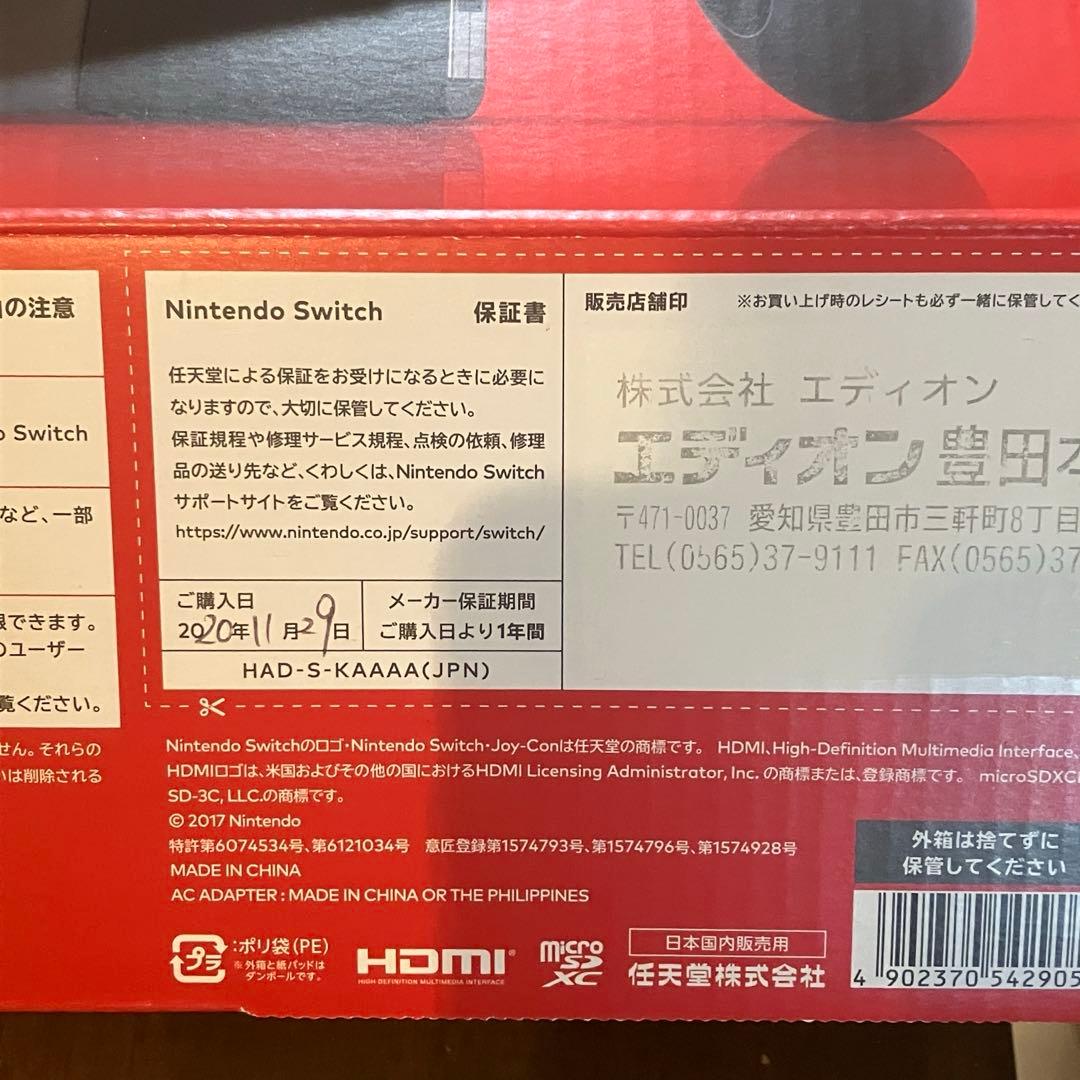 の注意
Switch
など、一部
できます。
のユーザー
覧ください。
せん。それらの
は削除される
Nintendo Switch 保証書
任天堂による保証をお受けになるときに必要に
なりますので、大切に保管してください。
保証規程や修理サービス規程、点検の依頼、修理
品の送り先など、くわしくは、Nintendo Switch
サポートサイトをご覧ください。
https://www.nintendo.co.jp/support/switch/
ご購入日
2020年11月29日
メーカー保証期間
ご購入日より1年間
HAD-S-KAAAA(JPN)
販売店舗印 ※お買い上げ時のレシートも必ず一緒に保管してく
株式会社 エディオン
エディオン 豊田
〒471-0037 愛知県豊田市三軒町8丁目
TEL(0565)37-9111 FAX(0565)37
Nintendo Switchのロゴ・Nintendo Switch・Joy-Conは任天堂の商標です。 HDMI、High-Definition Multimedia Interface、
HDMIロゴは、米国およびその他の国におけるHDMI Licensing Administrator, Inc. の商標または、登録商標です。 microSDXC
SD-3C, LLC.の商標です。
© 2017 Nintendo
特許第6074534号、第6121034号 意匠登録第1574793号、第1574796号、第1574928号
MADE IN CHINA
AC ADAPTER : MADE IN CHINA OR THE PHILIPPINES
プラ
:ポリ袋(PE)
※外箱と紙パッドは
ダンボールです。
HDMI®
HIGH-DEFINITION MULTIMEDIA INTERFACE
micro SD XC
日本国内販売用
任天堂株式会社
外箱は捨てずに
保管してください
4 902370 542905